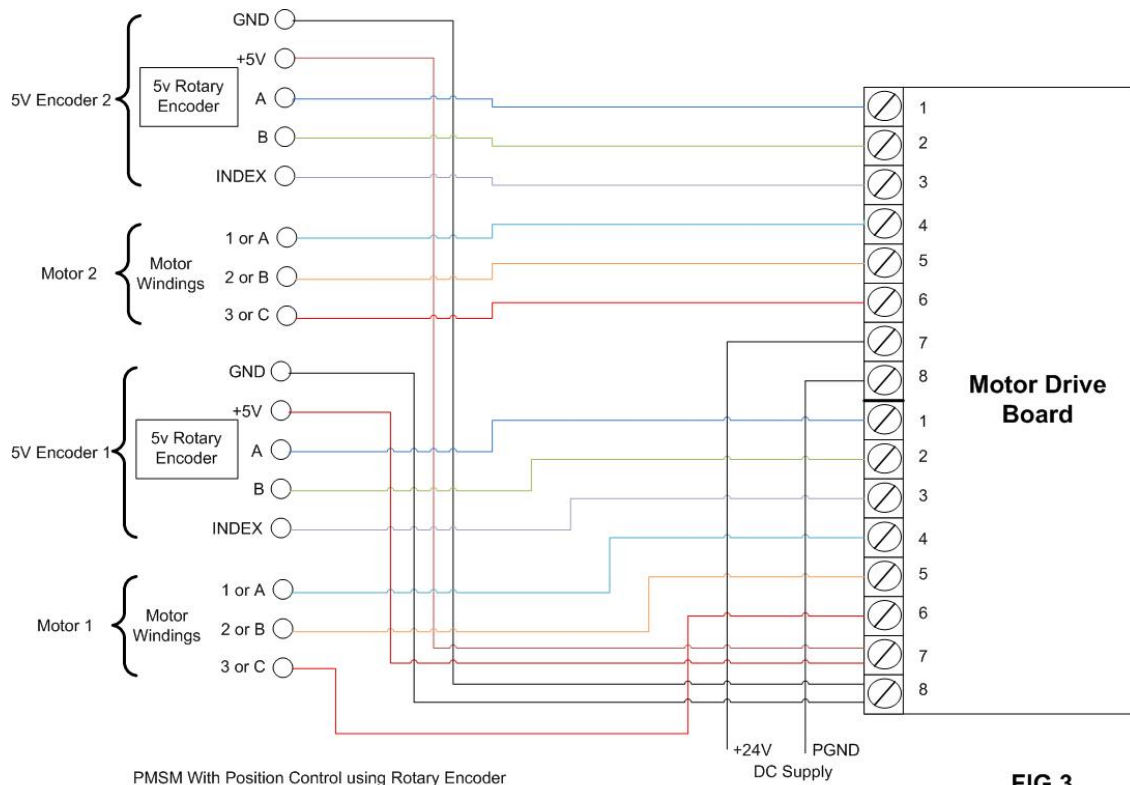 GND
+5V
5V Encoder 2
5v Rotary
Encoder
A
B
INDEX
1 or A
Motor 2
Motor
Windings
2 or B
3 or C
GND
+5V
5V Encoder 1
5v Rotary
Encoder
A
B
INDEX
1 or A
Motor 1
Motor
Windings
2 or B
3 or C
1
2
3
4
5
6
7
8
1
2
3
4
5
6
7
8
Motor Drive
Board
+24V
PGND
DC Supply
PMSM With Position Control using Rotary Encoder
FIG 3